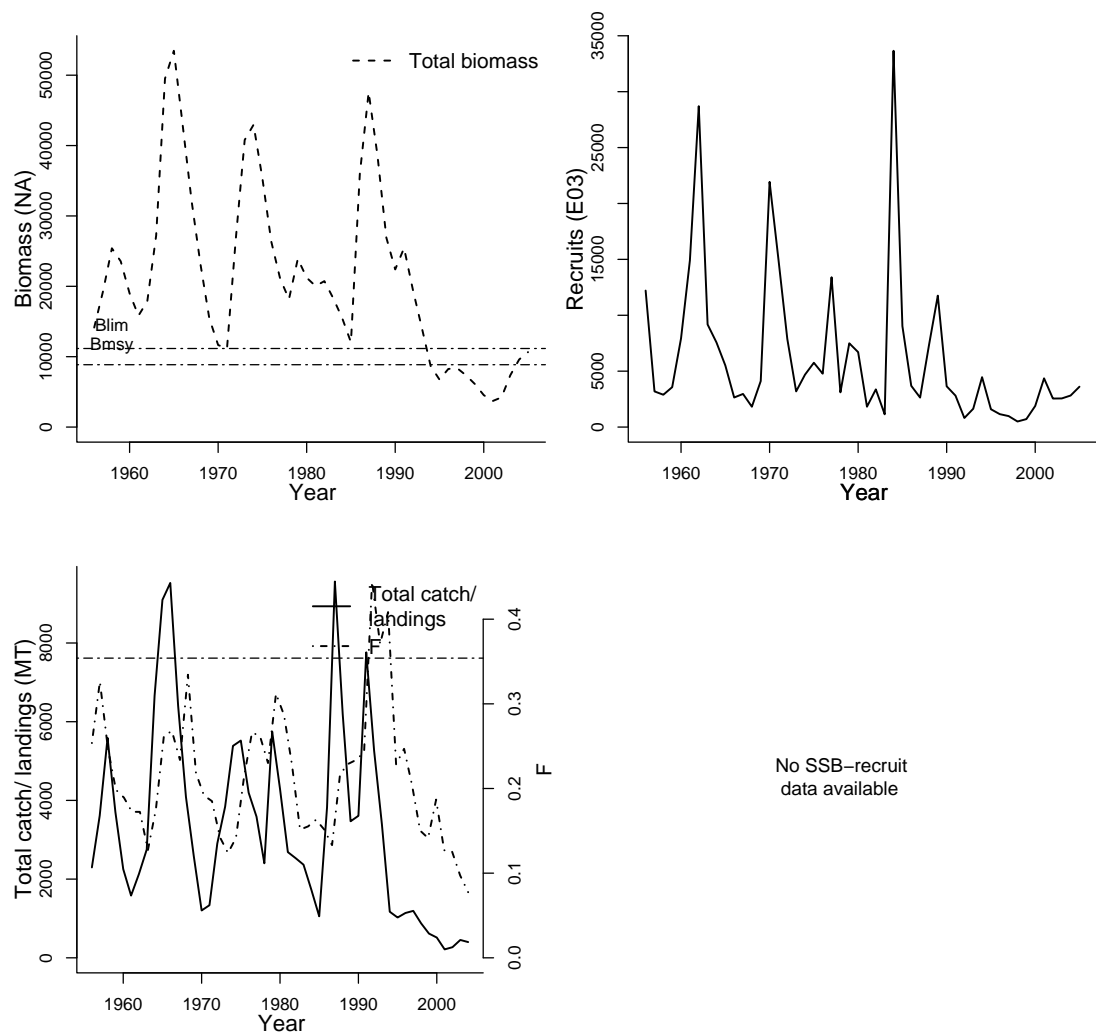 Total biomass
Biomass (NA)
0
10000
20000
30000
40000
50000
Blim
Bmsy
1960
1970
1980
1990
2000
Year
Recruits (E03)
0
5000
15000
25000
35000
1960
1970
1980
1990
2000
Year
Total catch/
landings
F
Total catch/ landings (MT)
0
2000
4000
6000
8000
0.0
0.1
0.2
0.3
0.4
F
1960
1970
1980
1990
2000
Year
No SSB−recruit
data available